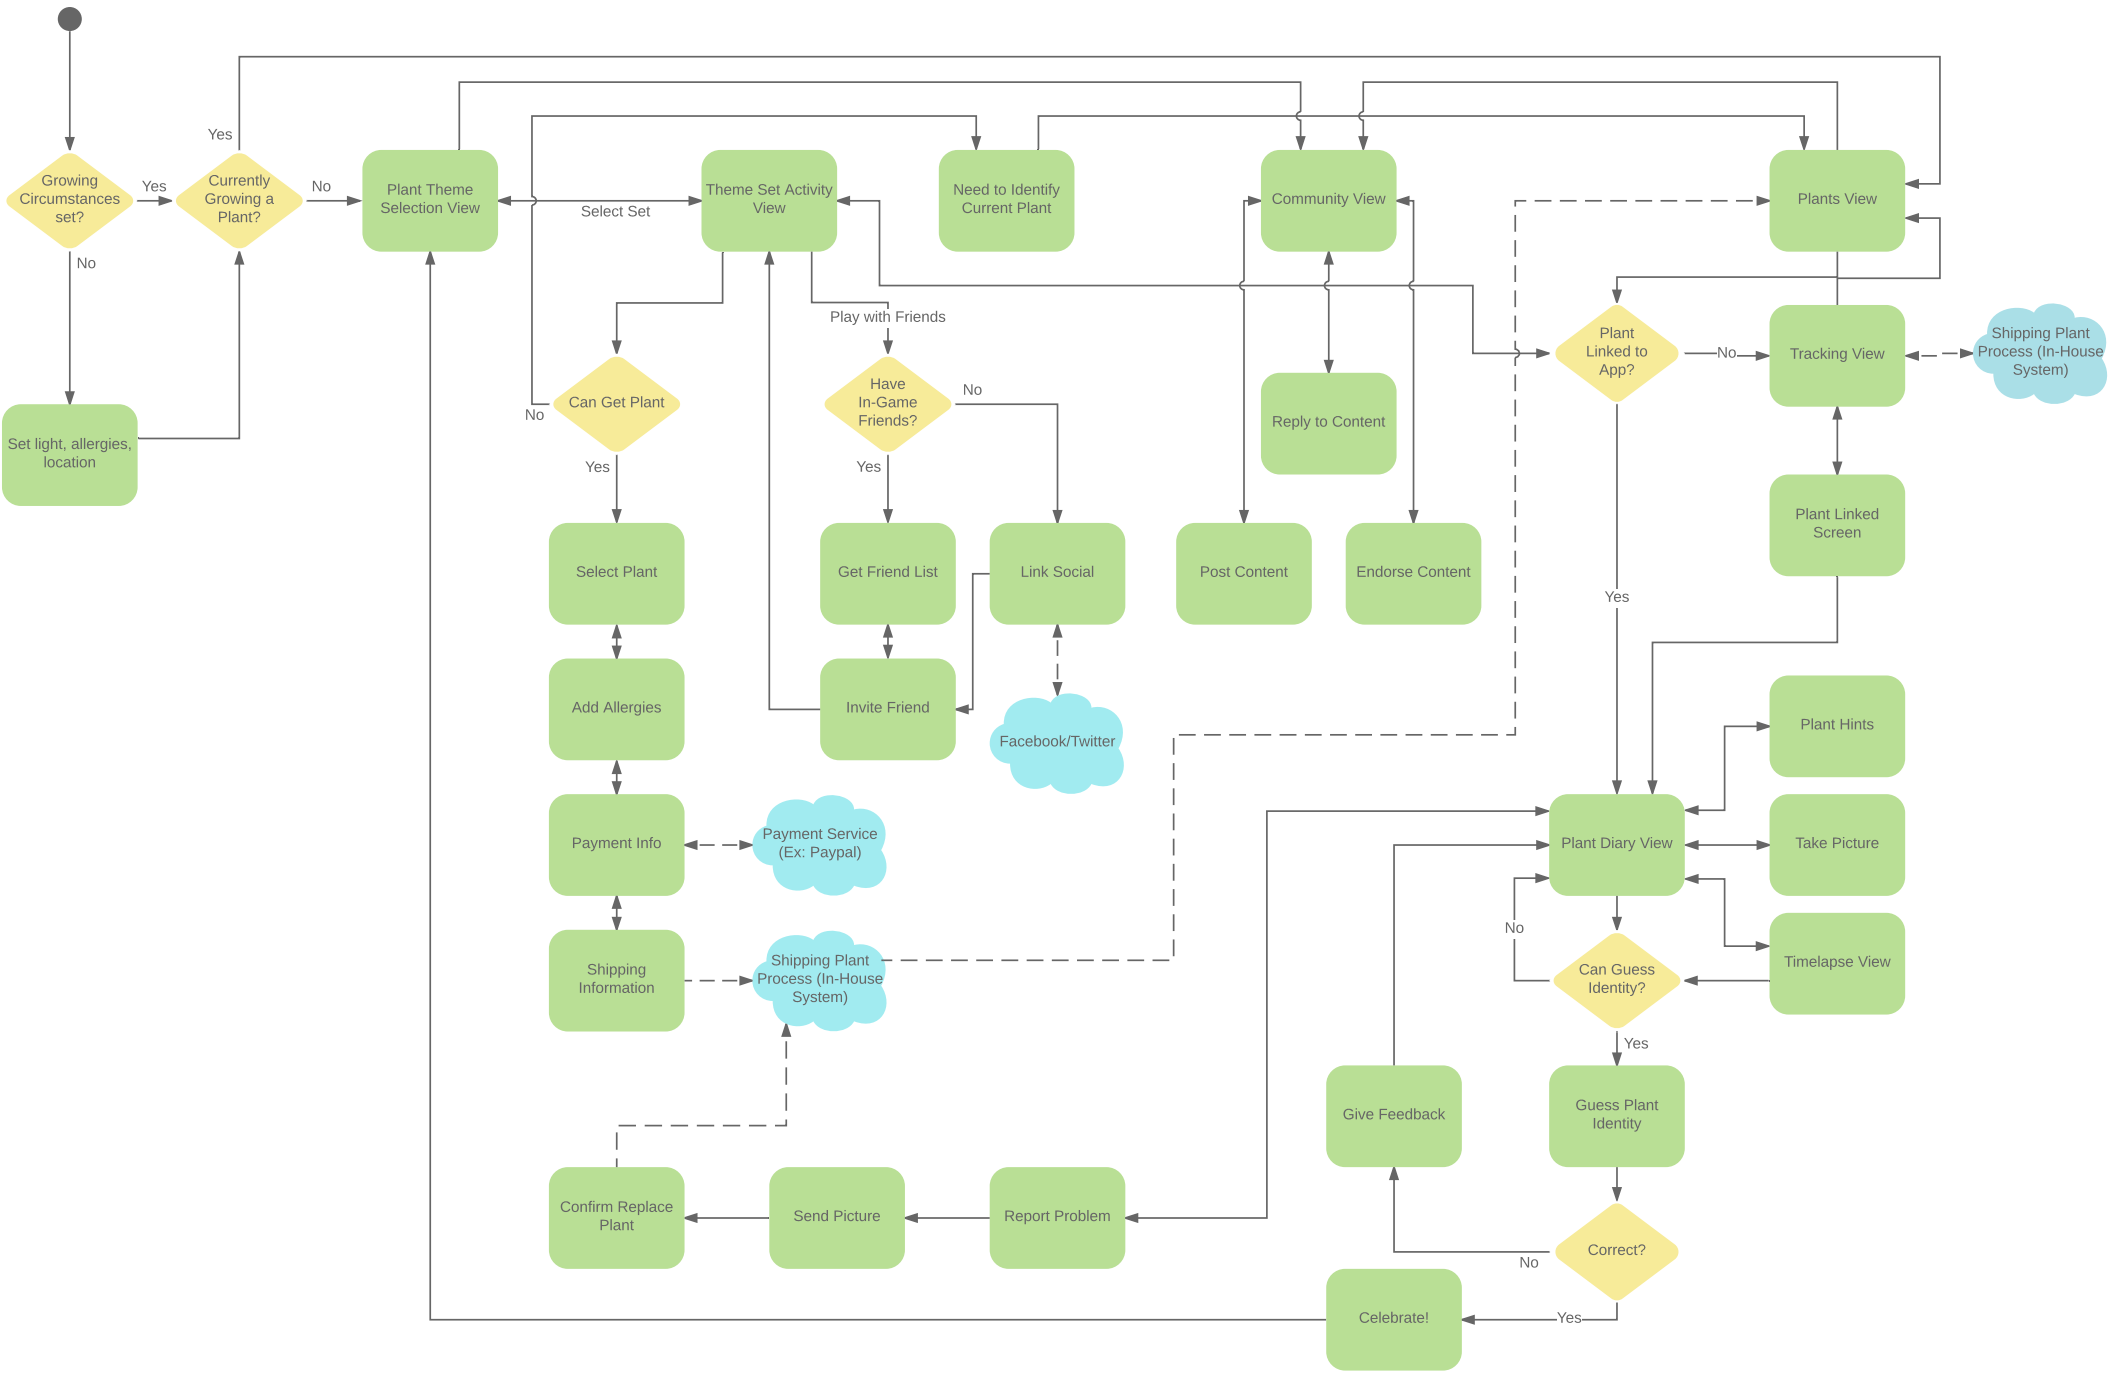 Yes
Growing
Circumstances
set?
Yes
Currently
Growing a
Plant?
No
Plant Theme
Selection View
Select Set
Theme Set Activity
View
Need to Identify
Current Plant
Community View
Plants View
No
Set light, allergies,
location
Play with Friends
Can Get Plant
No
Yes
Have
In-Game
Friends?
No
Yes
Reply to Content
Plant
Linked to
App?
No
Tracking View
Shipping Plant
Process (In-House
System)
Plant Linked
Screen
Select Plant
Get Friend List
Link Social
Post Content
Endorse Content
Yes
Add Allergies
Invite Friend
Facebook/Twitter
Plant Hints
Payment Info
Payment Service
(Ex: Paypal)
Plant Diary View
Take Picture
No
Shipping
Information
Shipping Plant
Process (In-House
System)
Can Guess
Identity?
Timelapse View
Yes
Give Feedback
Guess Plant
Identity
Confirm Replace
Plant
Send Picture
Report Problem
Correct?
No
Celebrate!
Yes